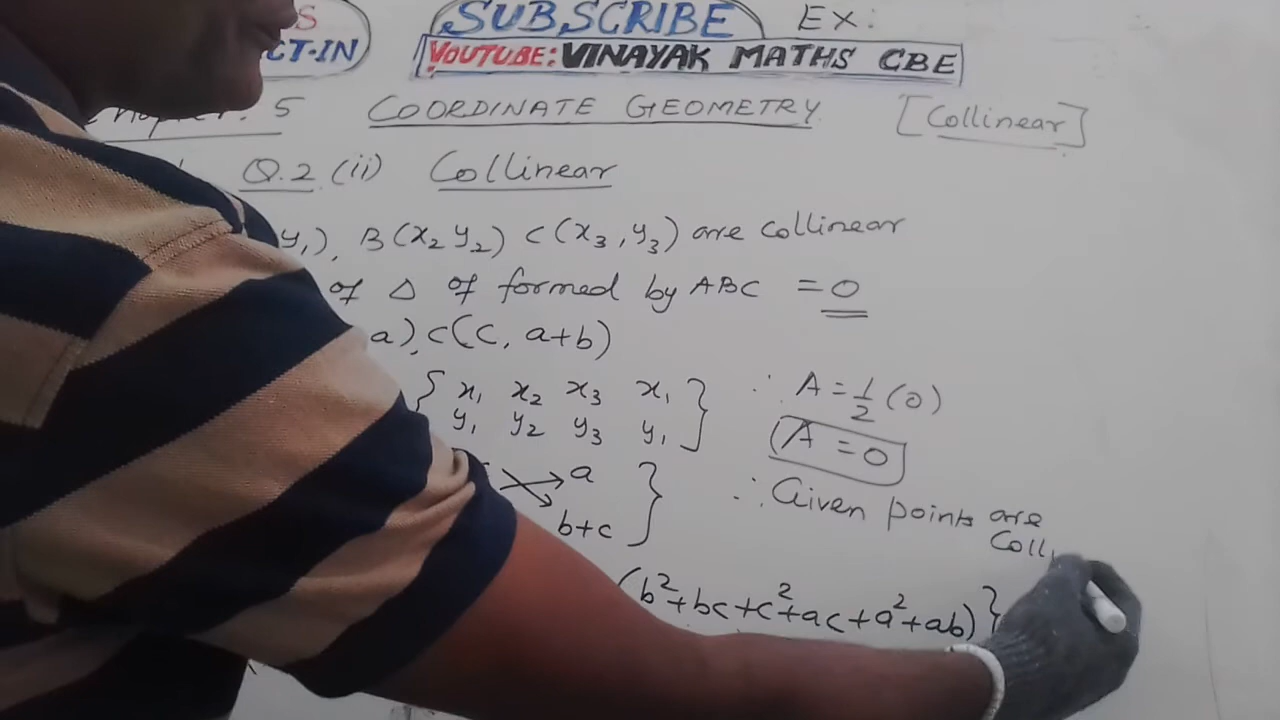 S SUBSCRIBE EX:
CT-IN YOUTUBE: VINAYAK MATHS CBE
5 COORDINATE GEOMETRY [Collinear]
Q.2 (ii) Collinear
y₁), B(x₂ y₂) C(x₃, y₃) are collinear
of Δ of formed by ABC = 0
a), C(C, a+b)
{ x₁ x₂ x₃ x₁ } ∴ A = 1/2 (0)
y₁ y₂ y₃ y₁ A = 0
a } ∴ Given points are
b+c Coll
(b²+bc+c²+ac+a²+ab)}